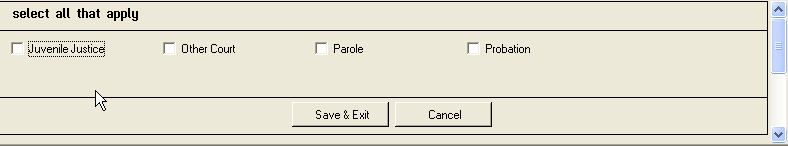 select all that apply
Juvenile Justice Other Court Parole Probation
Save & Exit Cancel